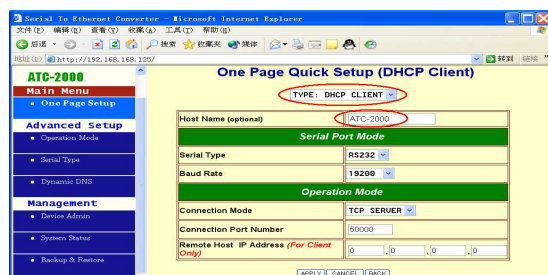 Serial To Ethernet Converter - Microsoft Internet Explorer
文件(F) 编辑(E) 查看(V) 收藏(A) 工具(T) 帮助(H)
后退 搜索 收藏夹 媒体
地址(D) http://192.168.168.125/ 转到 链接 »
ATC-2000
Main Menu
One Page Setup
Advanced Setup
Operation Mode
Serial Type
Dynamic DNS
Management
Device Admin
System Status
Backup & Restore
One Page Quick Setup (DHCP Client)
TYPE: DHCP CLIENT
Host Name (optional) ATC-2000
Serial Port Mode
Serial Type RS232
Baud Rate 19200
Operation Mode
Connection Mode TCP SERVER
Connection Port Number 50000
Remote Host IP Address (For Client Only) 0 .0 .0 .0
APPLY CANCEL BACK